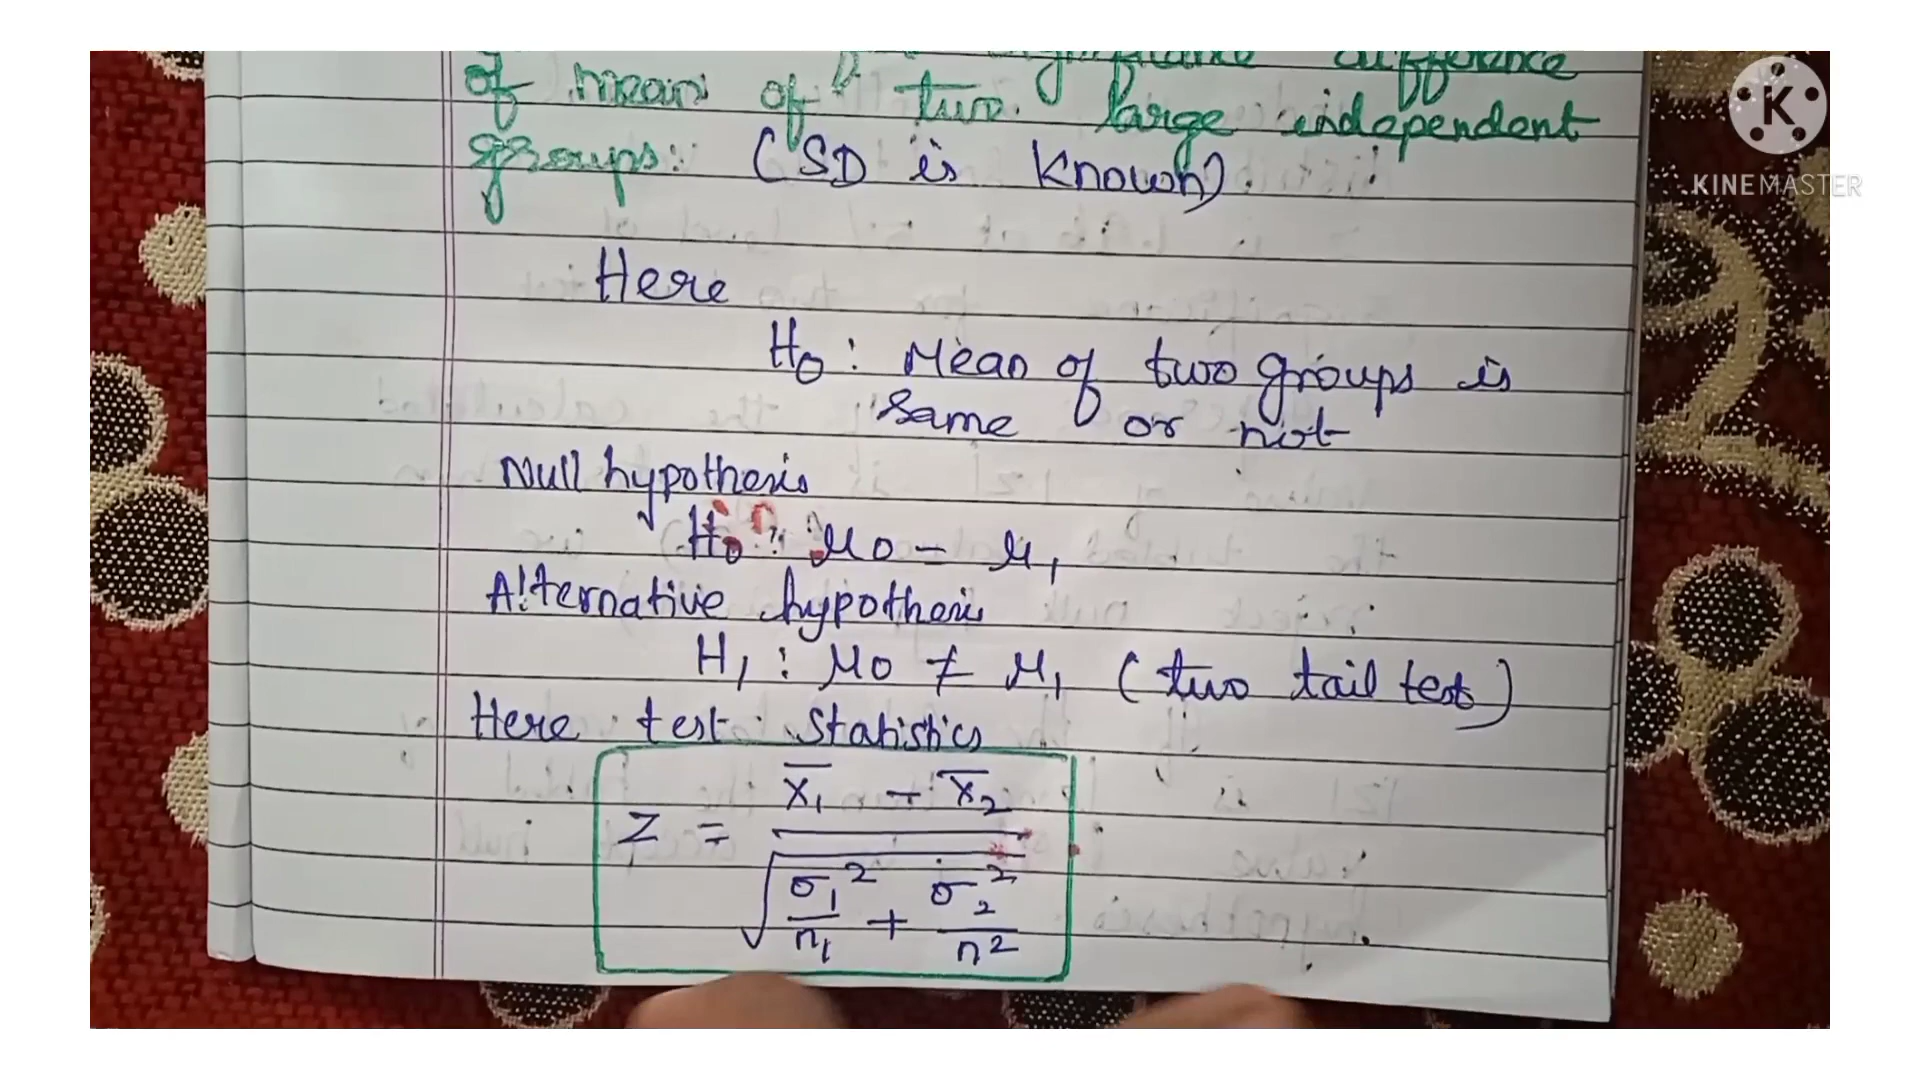 difference
of mean of two large independent
groups: (SD is known).
Here
H0 : Mean of two groups is
same or not
Null hypothesis
H0 : μ0 = μ1
Alternative hypothesis
H1 : μ0 ≠ μ1 (two tail test)
Here test statistics
Z = (x̄1 - x̄2) / √(σ1²/n1 + σ2²/n2)
K
KINEMASTER